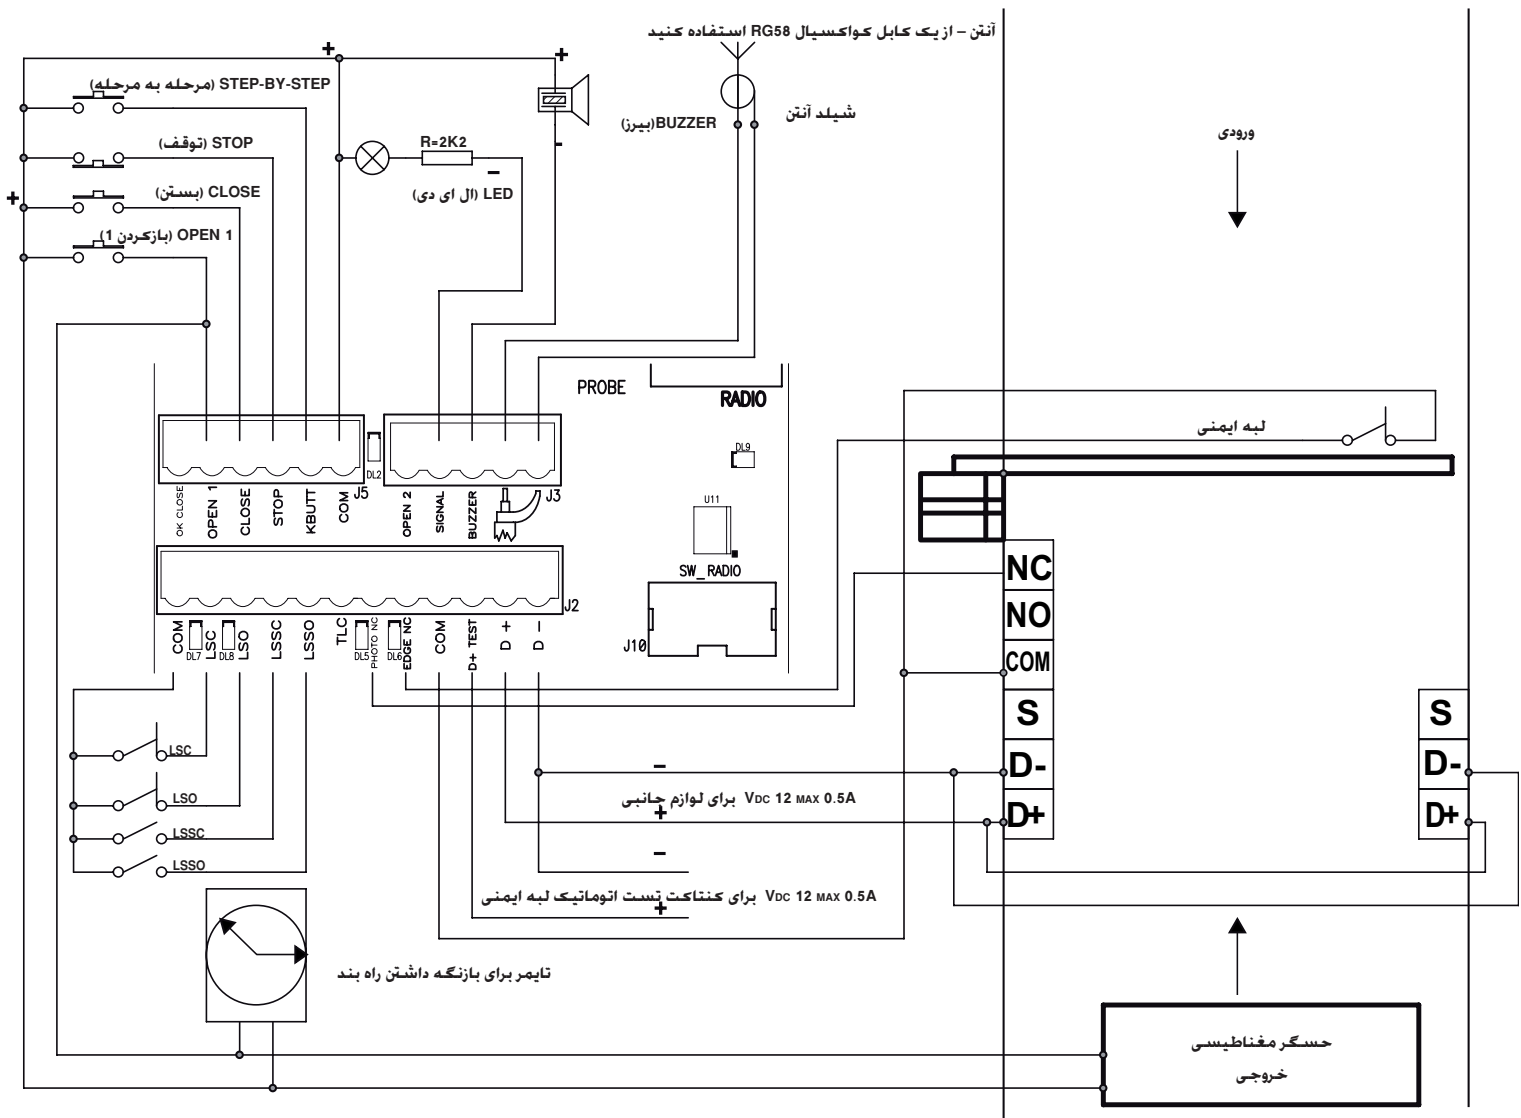 آنتن – از یک کابل کواکسیال RG58 استفاده کنید
+
+
STEP-BY-STEP (مرحله به مرحله)
شیلد آنتن
BUZZER(بیرز)
ورودی
STOP (توقف)
R=2K2
-
–
CLOSE (بستن)
LED (ال ای دی)
+
OPEN 1 (بازکردن 1)
PROBE
RADIO
لبه ایمنی
DL9
DL2
J5
J3
OK CLOSE
OPEN 1
CLOSE
STOP
KBUTT
COM
OPEN 2
SIGNAL
BUZZER
U11
SW_RADIO
NC
NO
COM
S
D-
D+
J2
J10
COM
DL7
LSC
DL8
LSO
LSSC
LSSO
TLC
DL5
PHOTO NC
DL6
EDGE NC
COM
D+ TEST
D +
D –
S
D-
D+
LSC
–
VDC 12 MAX 0.5A برای لوازم جانبی
+
LSO
LSSC
–
LSSO
VDC 12 MAX 0.5A برای کنتاکت تست اتوماتیک لبه ایمنی
+
تایمر برای بازنگه داشتن راه بند
حسگر مغناطیسی
خروجی